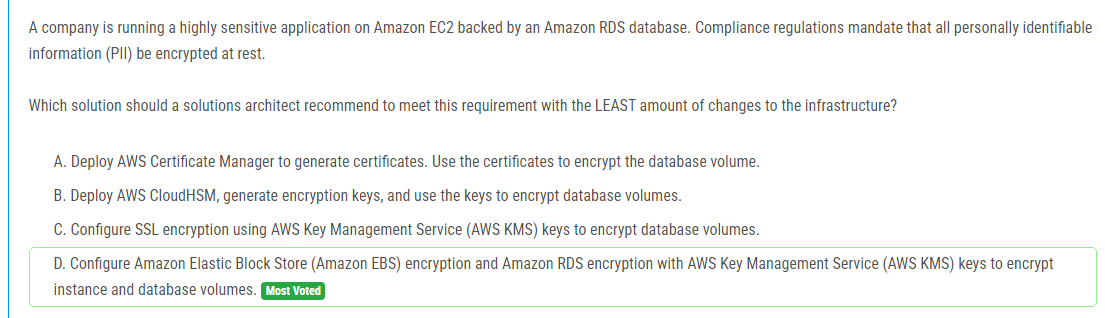 A company is running a highly sensitive application on Amazon EC2 backed by an Amazon RDS database. Compliance regulations mandate that all personally identifiable
information (PII) be encrypted at rest.
Which solution should a solutions architect recommend to meet this requirement with the LEAST amount of changes to the infrastructure?
A. Deploy AWS Certificate Manager to generate certificates. Use the certificates to encrypt the database volume.
B. Deploy AWS CloudHSM, generate encryption keys, and use the keys to encrypt database volumes.
C. Configure SSL encryption using AWS Key Management Service (AWS KMS) keys to encrypt database volumes.
D. Configure Amazon Elastic Block Store (Amazon EBS) encryption and Amazon RDS encryption with AWS Key Management Service (AWS KMS) keys to encrypt
instance and database volumes. Most Voted